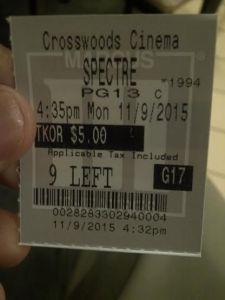 Crosswoods Cinema
MARCUS
SPECTRE *1994
PG13 C
4:35pm Mon 11/9/2015
TKOR $5.00
Applicable Tax Included
9 LEFT G17
0028283302940004
11/9/2015 4:32pm